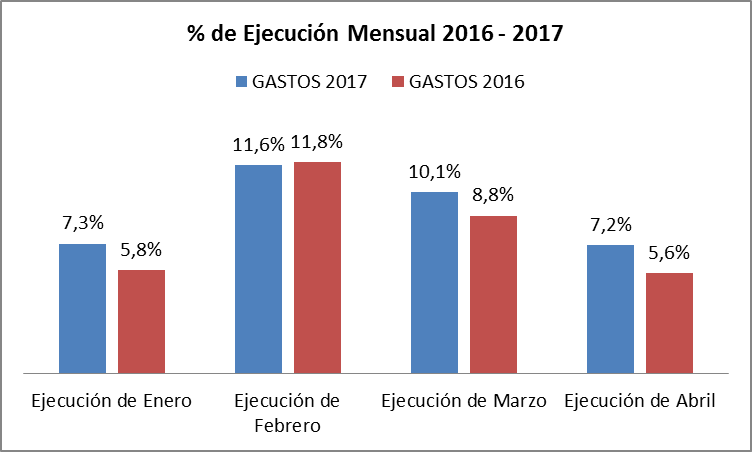 % de Ejecución Mensual 2016 - 2017
GASTOS 2017 GASTOS 2016
7,3%
5,8%
11,6%
11,8%
10,1%
8,8%
7,2%
5,6%
Ejecución de Enero
Ejecución de
Febrero
Ejecución de Marzo
Ejecución de Abril